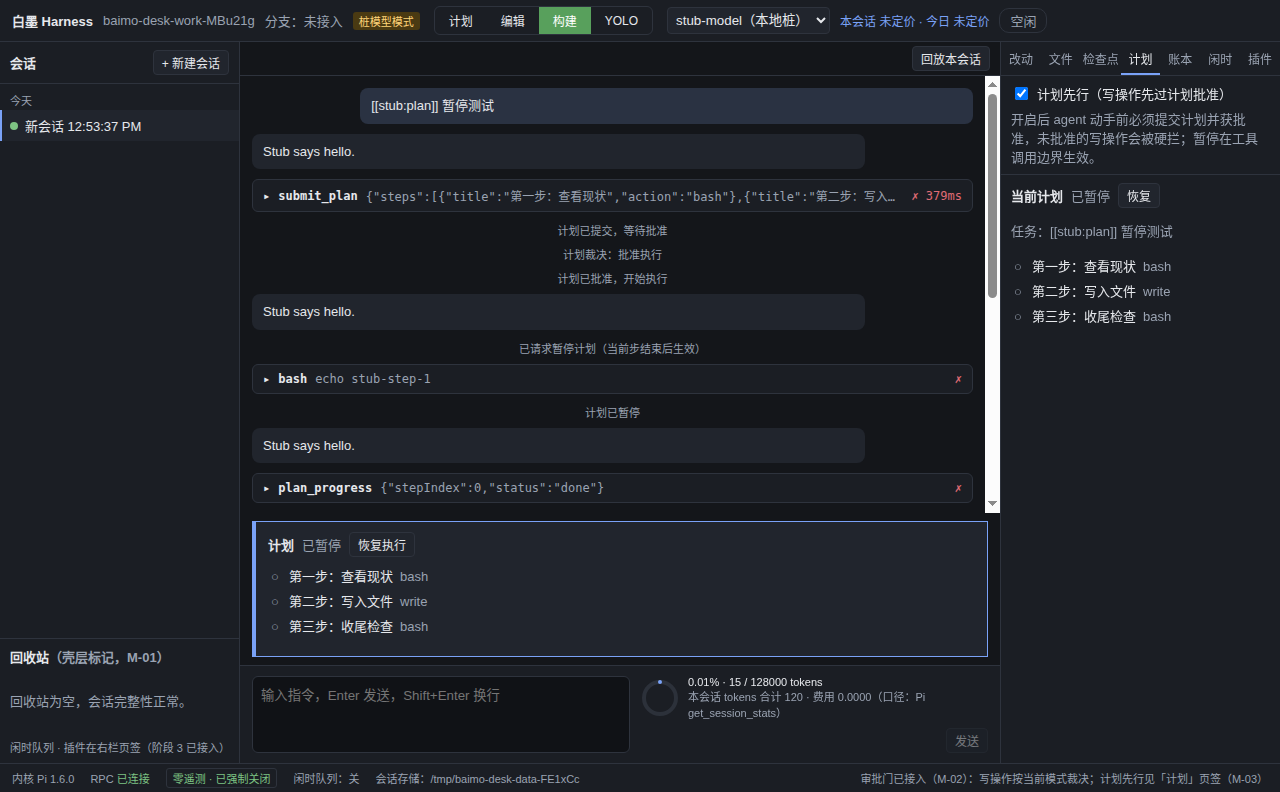 白墨 Harness baimo-desk-work-MBu21g 分支：未接入 桩模型模式 计划 编辑 构建 YOLO stub-model（本地桩） 本会话 未定价 · 今日 未定价 空闲
会话 + 新建会话
回放本会话
改动 文件 检查点 计划 账本 闲时 插件
今天
新会话 12:53:37 PM
[[stub:plan]] 暂停测试
Stub says hello.
▸ submit_plan {"steps":[{"title":"第一步：查看现状","action":"bash"},{"title":"第二步：写入… ✗ 379ms
计划已提交，等待批准
计划裁决：批准执行
计划已批准，开始执行
Stub says hello.
已请求暂停计划（当前步结束后生效）
▸ bash echo stub-step-1 ✗
计划已暂停
Stub says hello.
▸ plan_progress {"stepIndex":0,"status":"done"} ✗
计划 已暂停 恢复执行
○ 第一步：查看现状 bash
○ 第二步：写入文件 write
○ 第三步：收尾检查 bash
计划先行（写操作先过计划批准）
开启后 agent 动手前必须提交计划并获批
准，未批准的写操作会被硬拦；暂停在工具
调用边界生效。
当前计划 已暂停 恢复
任务：[[stub:plan]] 暂停测试
○ 第一步：查看现状 bash
○ 第二步：写入文件 write
○ 第三步：收尾检查 bash
回收站（壳层标记，M-01）
回收站为空，会话完整性正常。
闲时队列 · 插件在右栏页签（阶段 3 已接入）
输入指令，Enter 发送，Shift+Enter 换行
0.01% · 15 / 128000 tokens
本会话 tokens 合计 120 · 费用 0.0000（口径：Pi
get_session_stats）
发送
内核 Pi 1.6.0 RPC 已连接 零遥测 · 已强制关闭 闲时队列：关 会话存储：/tmp/baimo-desk-data-FE1xCc 审批门已接入（M-02）：写操作按当前模式裁决；计划先行见「计划」页签（M-03）